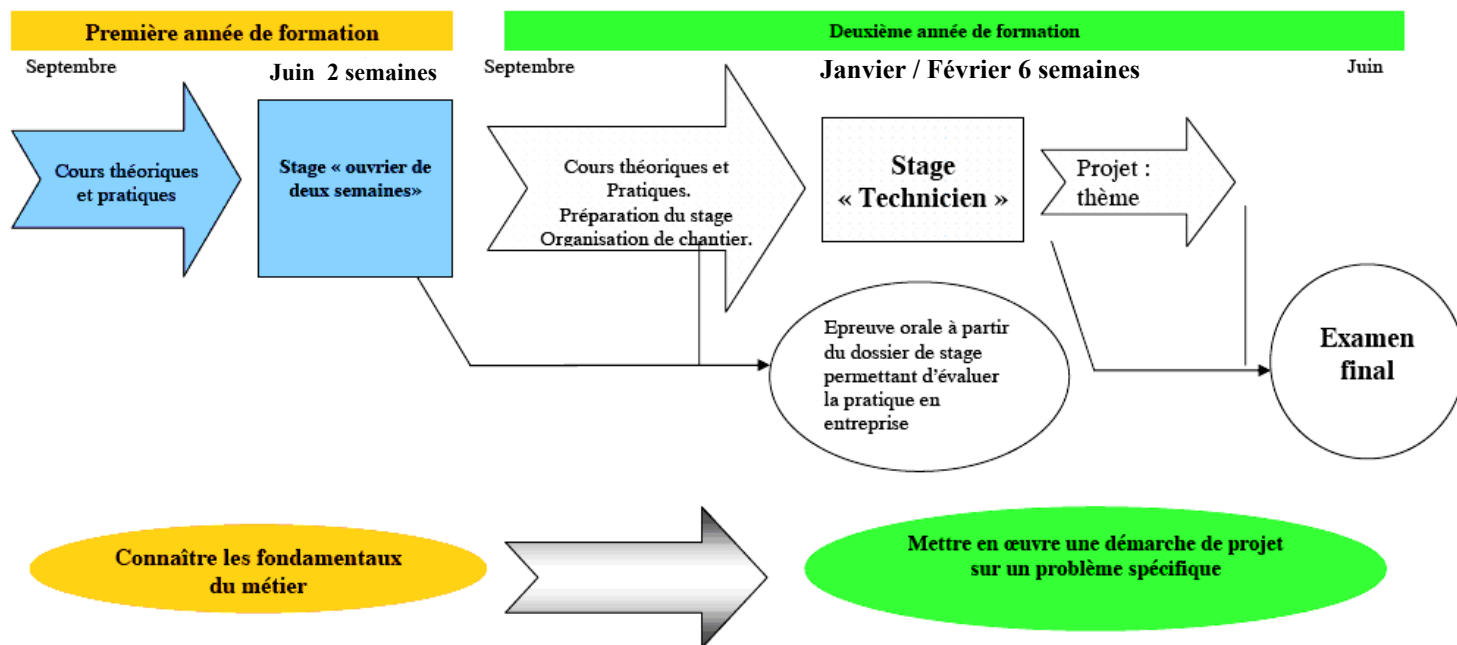 Première année de formation
Deuxième année de formation
Septembre
Juin 2 semaines
Septembre
Janvier / Février 6 semaines
Juin
Cours théoriques
et pratiques
Stage « ouvrier de
deux semaines»
Cours théoriques et
Pratiques.
Préparation du stage
Organisation de chantier.
Stage
« Technicien »
Projet :
thème
Epreuve orale à partir
du dossier de stage
permettant d’évaluer
la pratique en
entreprise
Examen
final
Connaître les fondamentaux
du métier
Mettre en œuvre une démarche de projet
sur un problème spécifique